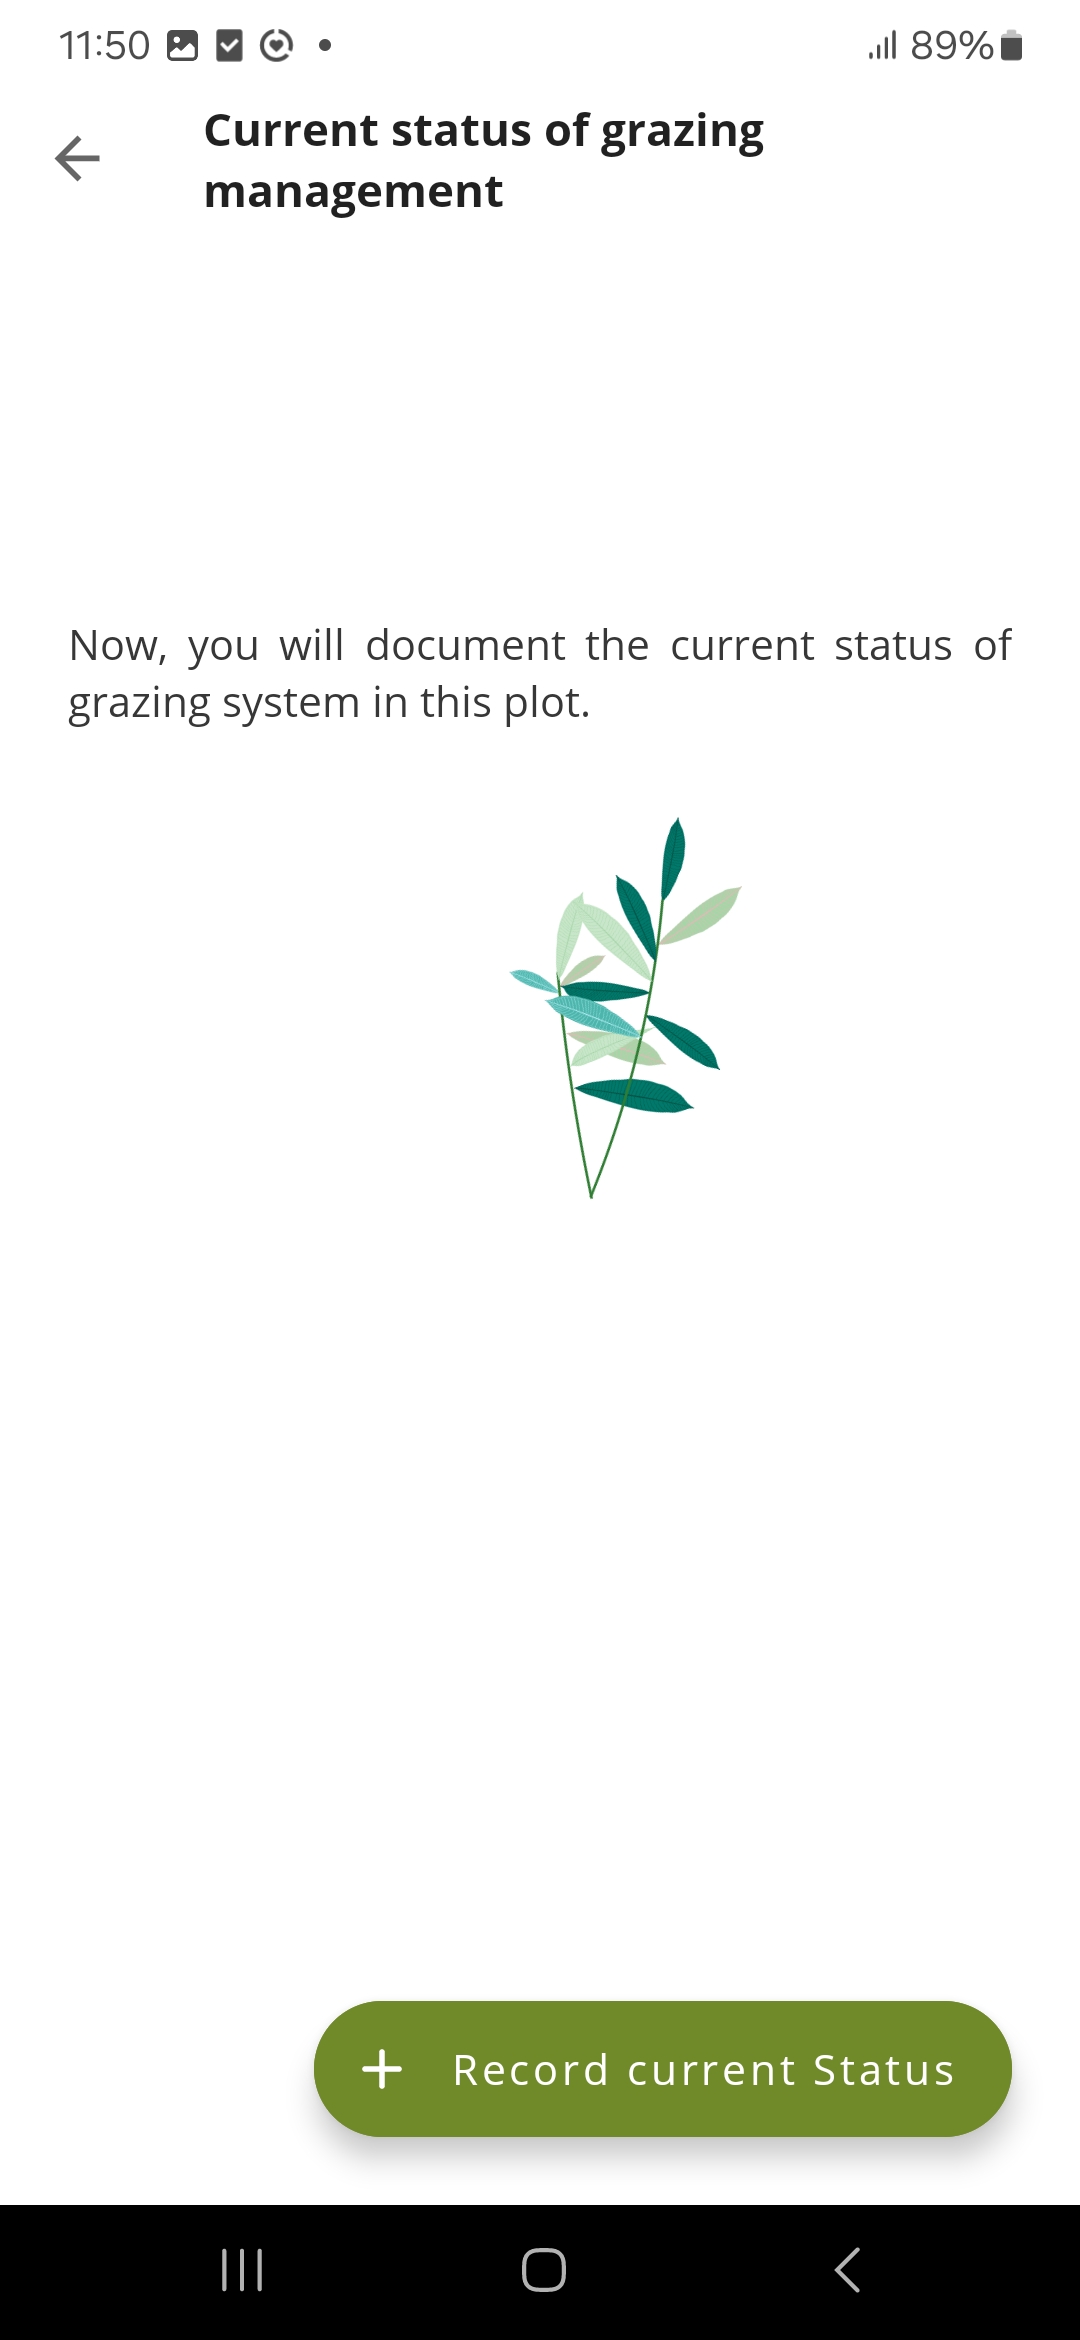 11:50
89%
Current status of grazing
management
Now, you will document the current status of
grazing system in this plot.
+ Record current Status